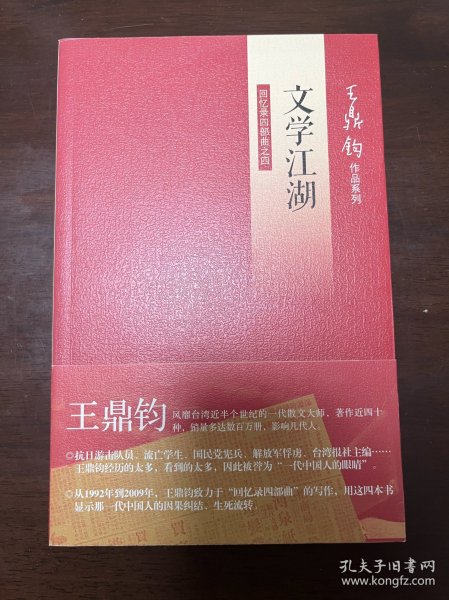 王鼎钧
作品系列
文学江湖
回忆录四部曲之四
王鼎钧
风靡台湾近半个世纪的一代散文大师，著作近四十
种，销量多达数百万册，影响几代人。
◎抗日游击队员、流亡学生、国民党宪兵、解放军俘虏、台湾报社主编……
王鼎钧经历的太多，看到的太多，因此被誉为“一代中国人的眼睛”。
◎从1992年到2009年，王鼎钧致力于“回忆录四部曲”的写作，用这四本书
显示那一代中国人的因果纠结、生死流转。
孔夫子旧书网
www.kongfz.com